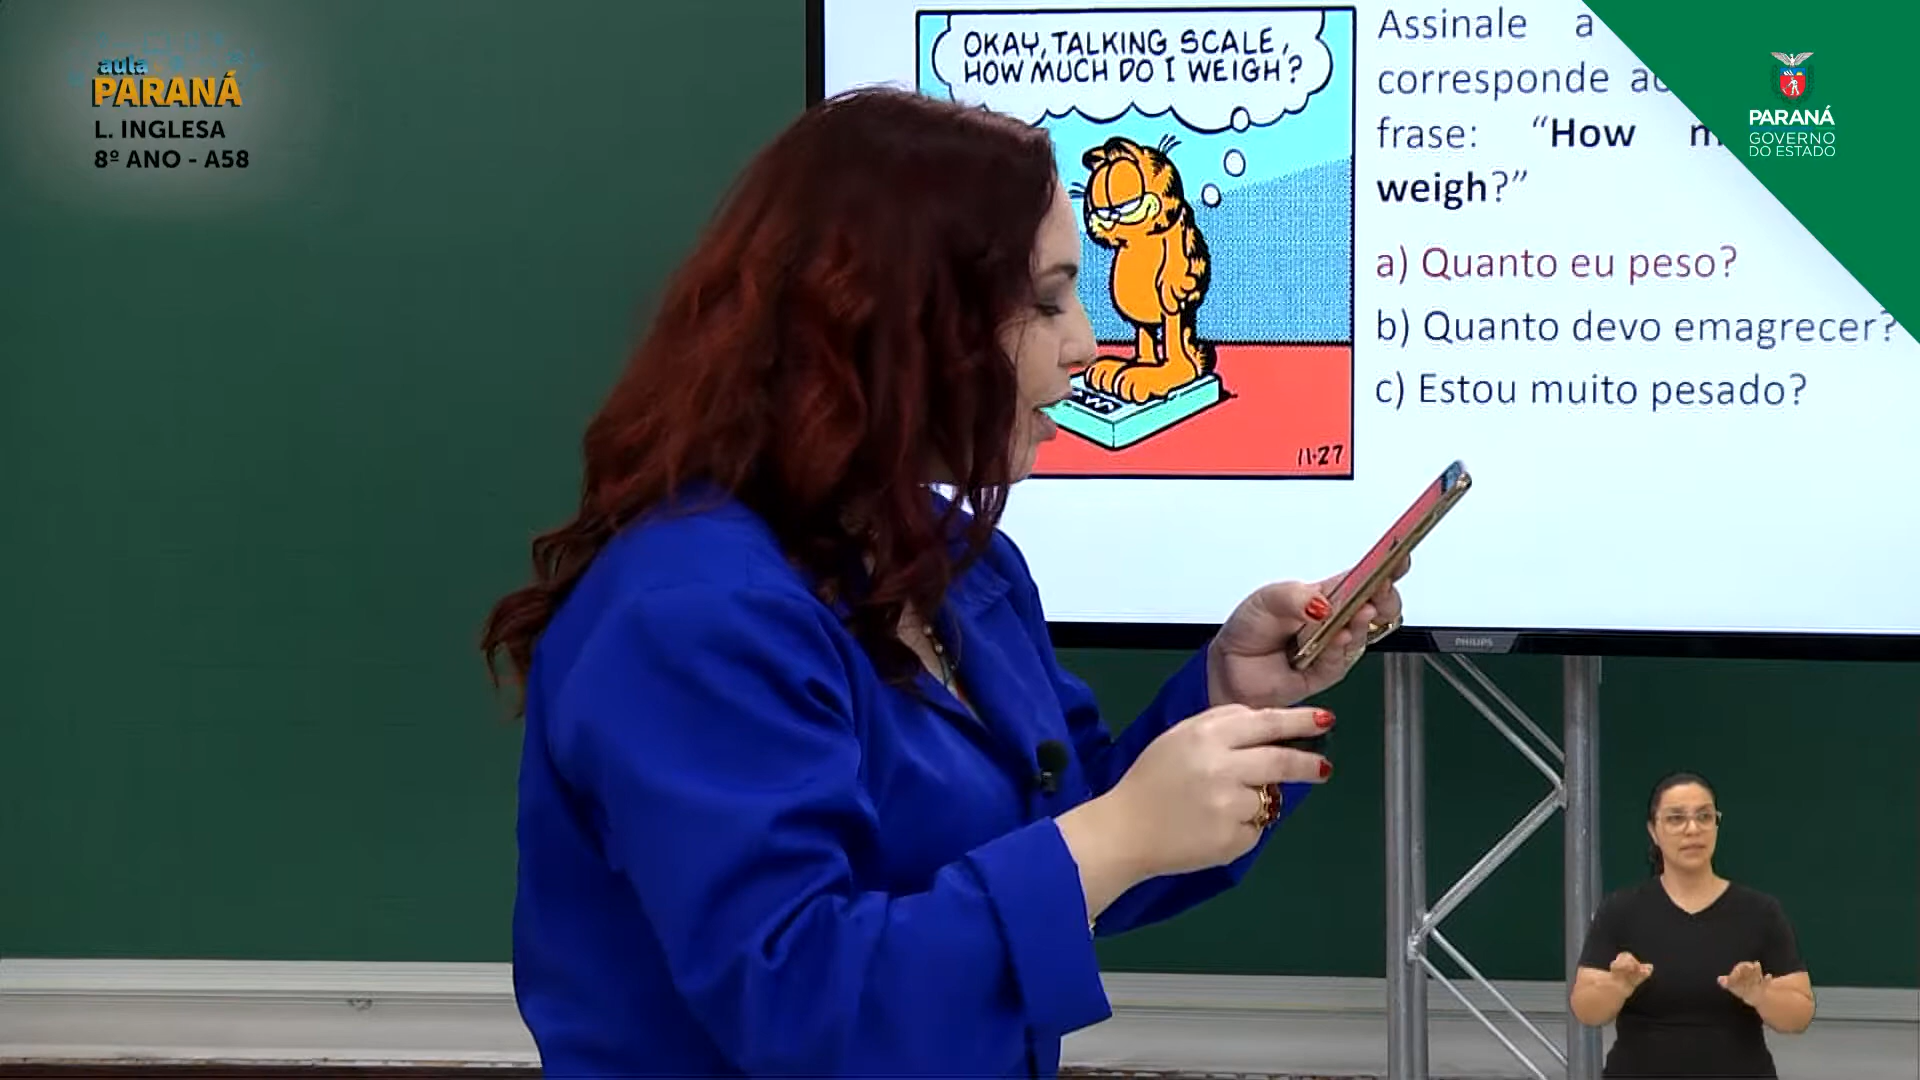 aula
PARANÁ
L. INGLESA
8º ANO - A58
OKAY, TALKING SCALE,
HOW MUCH DO I WEIGH?
11-27
Assinale a
corresponde
frase: “How
weigh?”
a) Quanto eu peso?
b) Quanto devo emagrecer?
c) Estou muito pesado?
PARANÁ
GOVERNO
DO ESTADO
PHILIPS